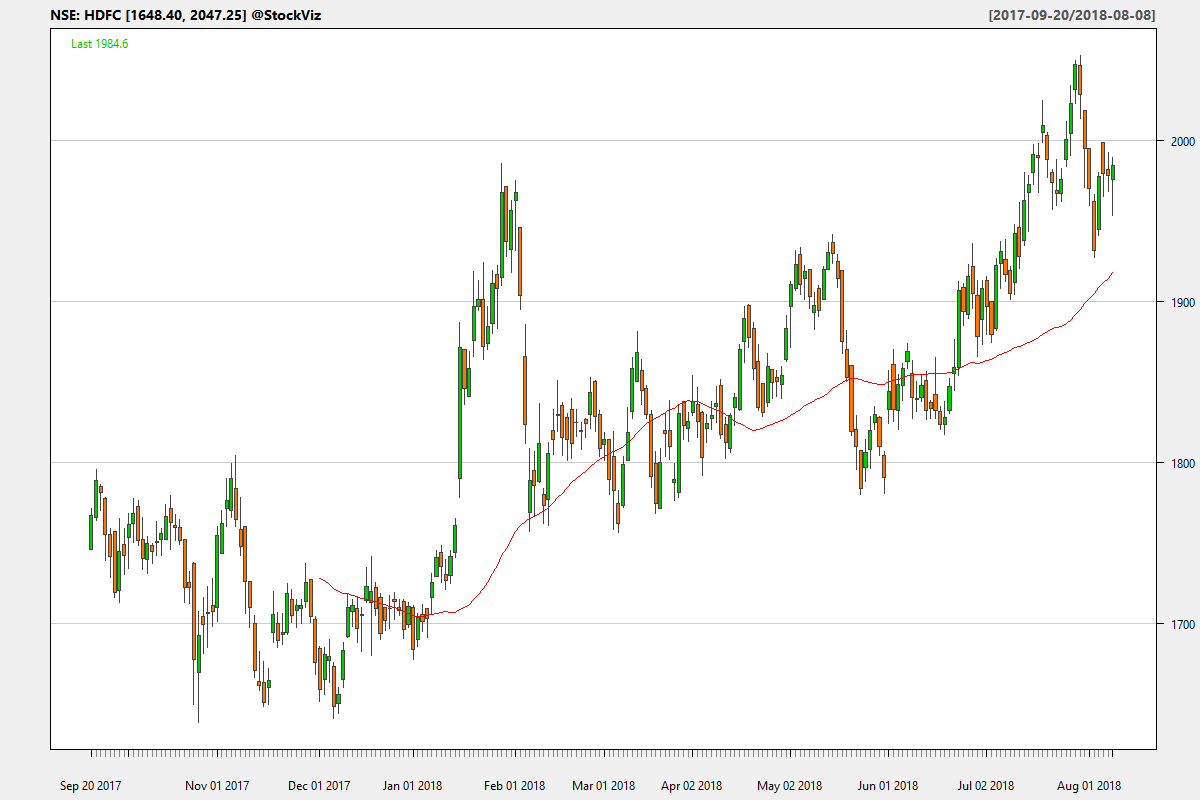 NSE: HDFC [1648.40, 2047.25] @StockViz [2017-09-20/2018-08-08]
Last 1984.6
2000
1900
1800
1700
Sep 20 2017 Nov 01 2017 Dec 01 2017 Jan 01 2018 Feb 01 2018 Mar 01 2018 Apr 02 2018 May 02 2018 Jun 01 2018 Jul 02 2018 Aug 01 2018